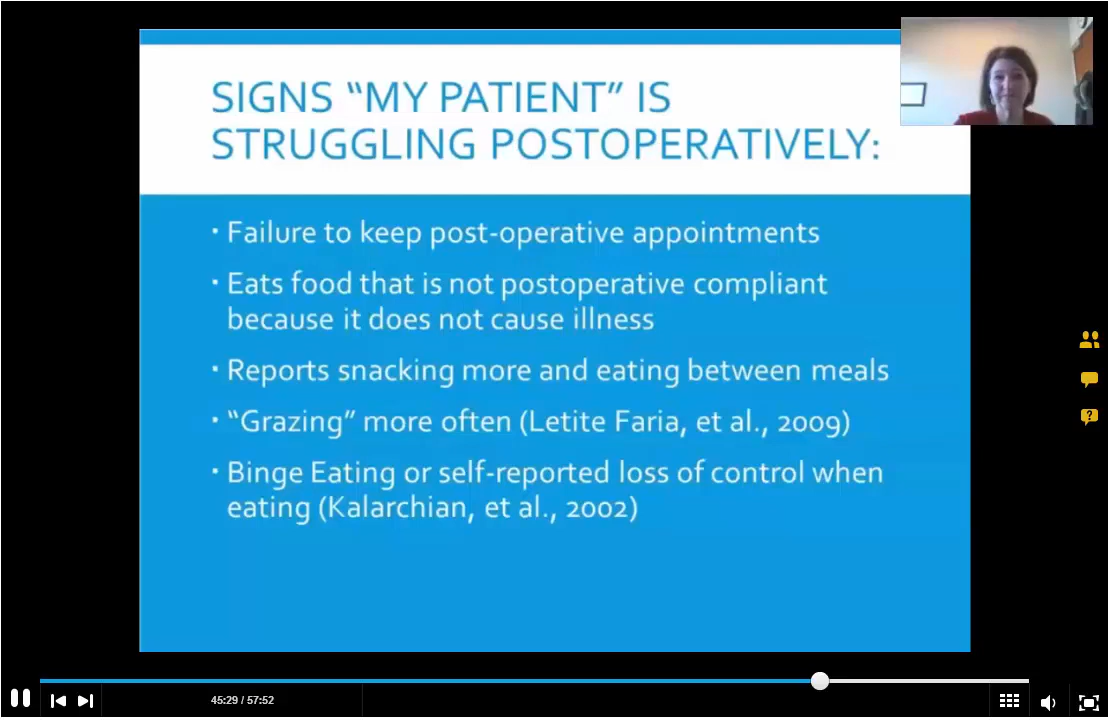 SIGNS “MY PATIENT” IS
STRUGGLING POSTOPERATIVELY:
· Failure to keep post-operative appointments
· Eats food that is not postoperative compliant
because it does not cause illness
· Reports snacking more and eating between meals
· “Grazing” more often (Letite Faria, et al., 2009)
· Binge Eating or self-reported loss of control when
eating (Kalarchian, et al., 2002)
?
45:29 / 57:52